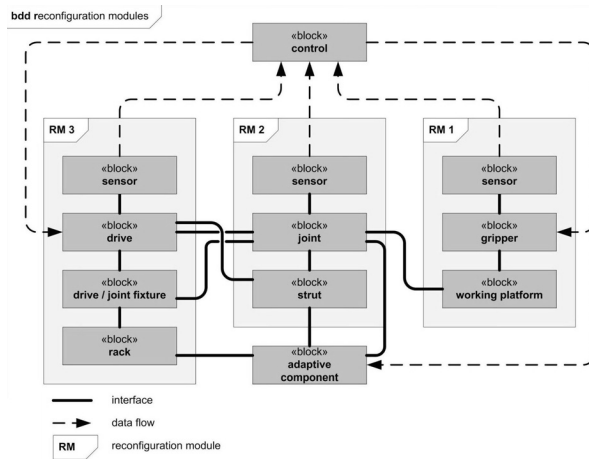 bdd reconfiguration modules
«block»
control
RM 3
RM 2
RM 1
«block»
sensor
«block»
sensor
«block»
sensor
«block»
drive
«block»
joint
«block»
gripper
«block»
drive / joint fixture
«block»
strut
«block»
working platform
«block»
rack
«block»
adaptive
component
interface
data flow
RM
reconfiguration module